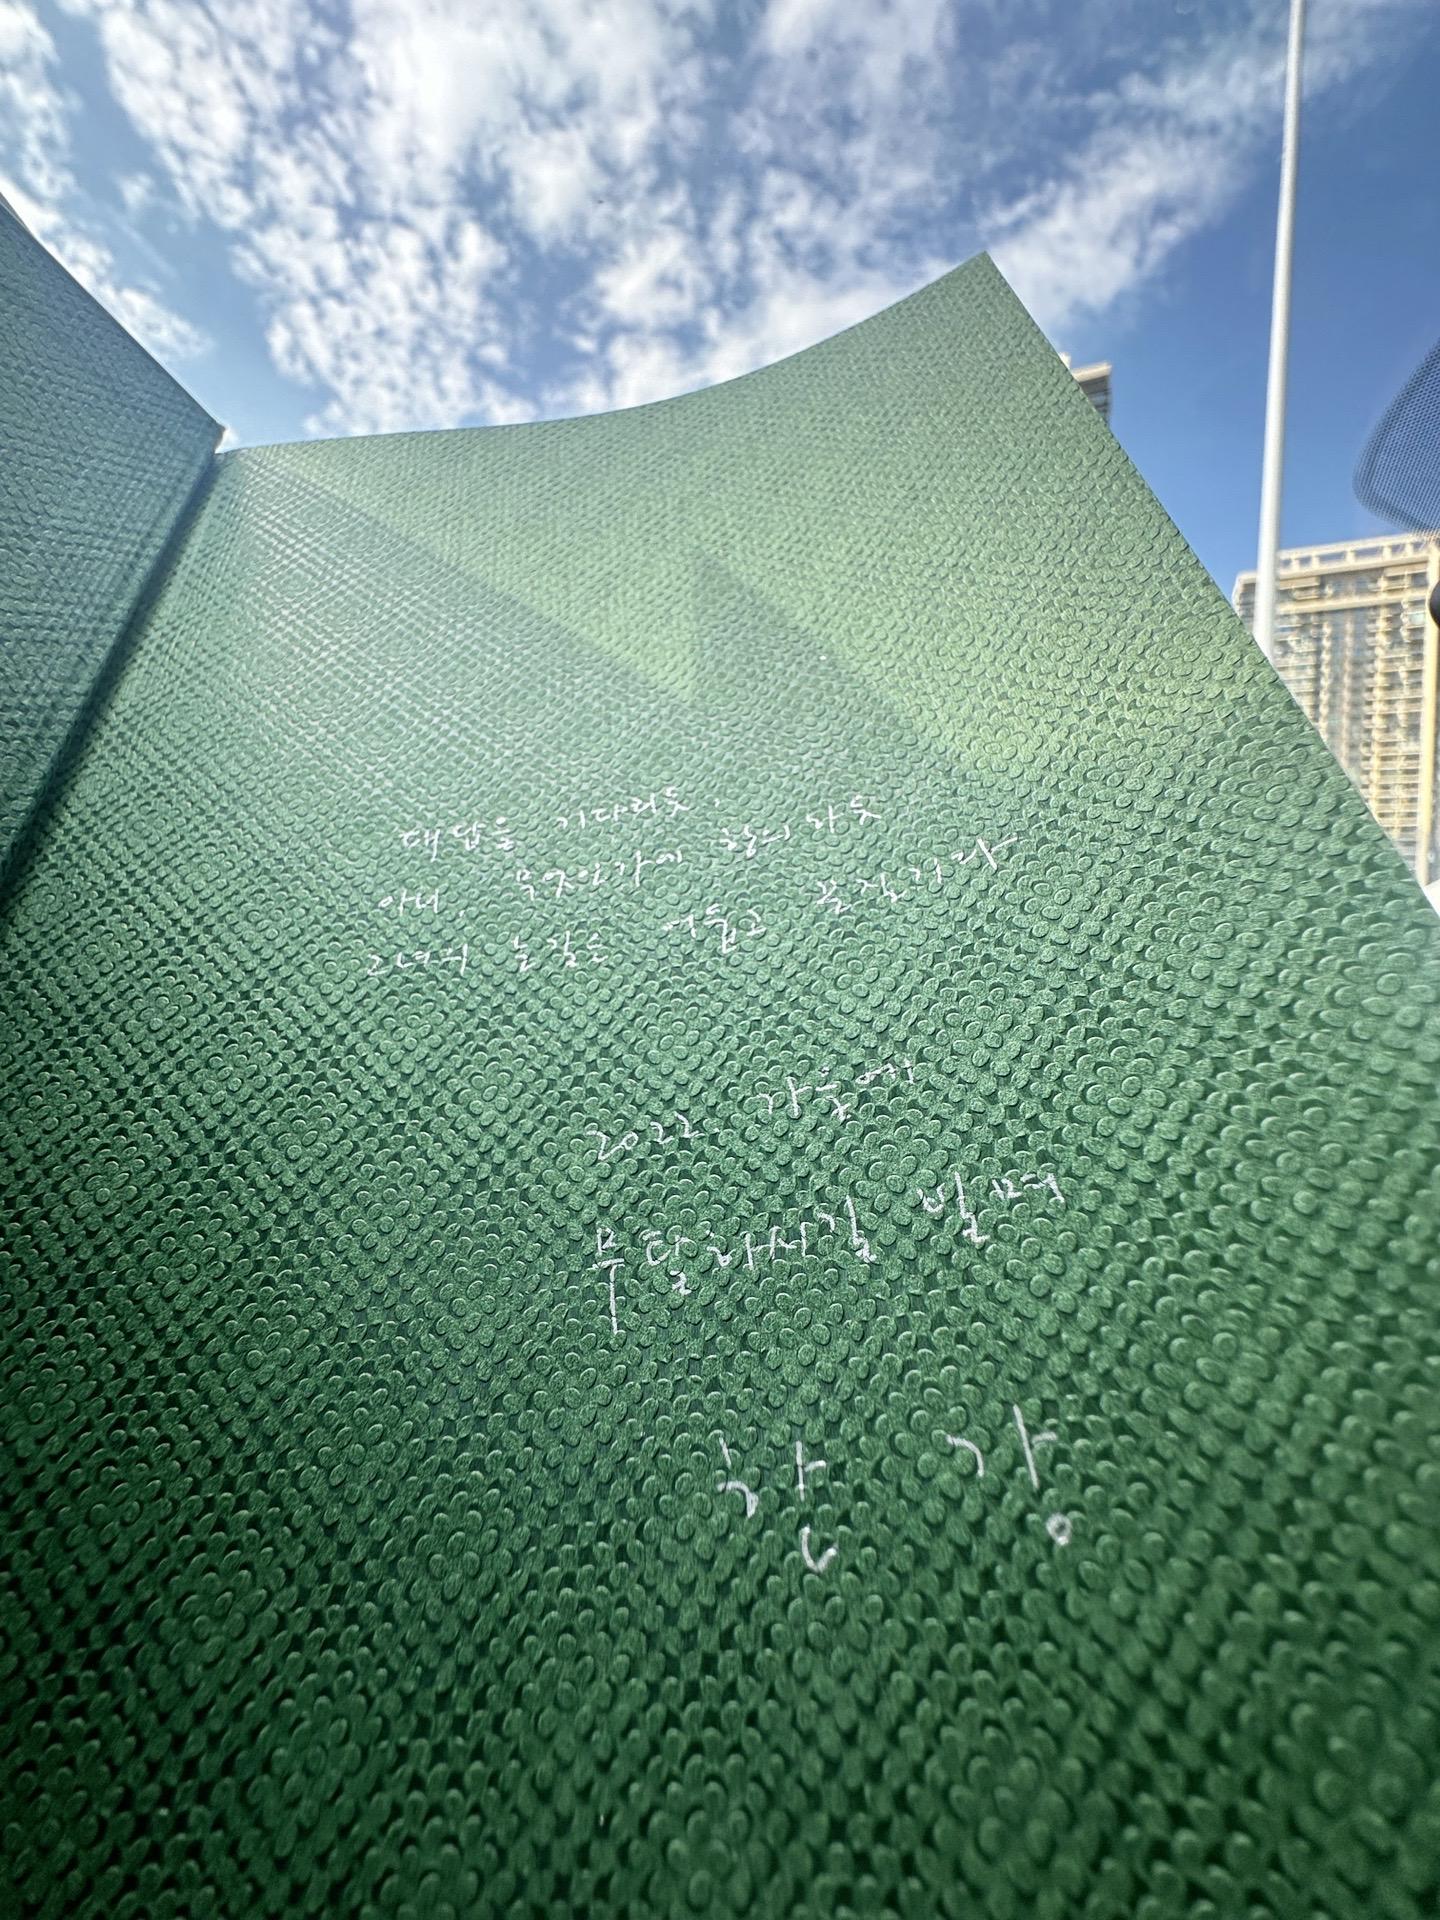 대답을 기다리듯,
아니, 무엇인가에 항의하듯
그녀의 눈길은 어둡고 끈질기다
2022 가을에
무탈하시길 빌며
한 강